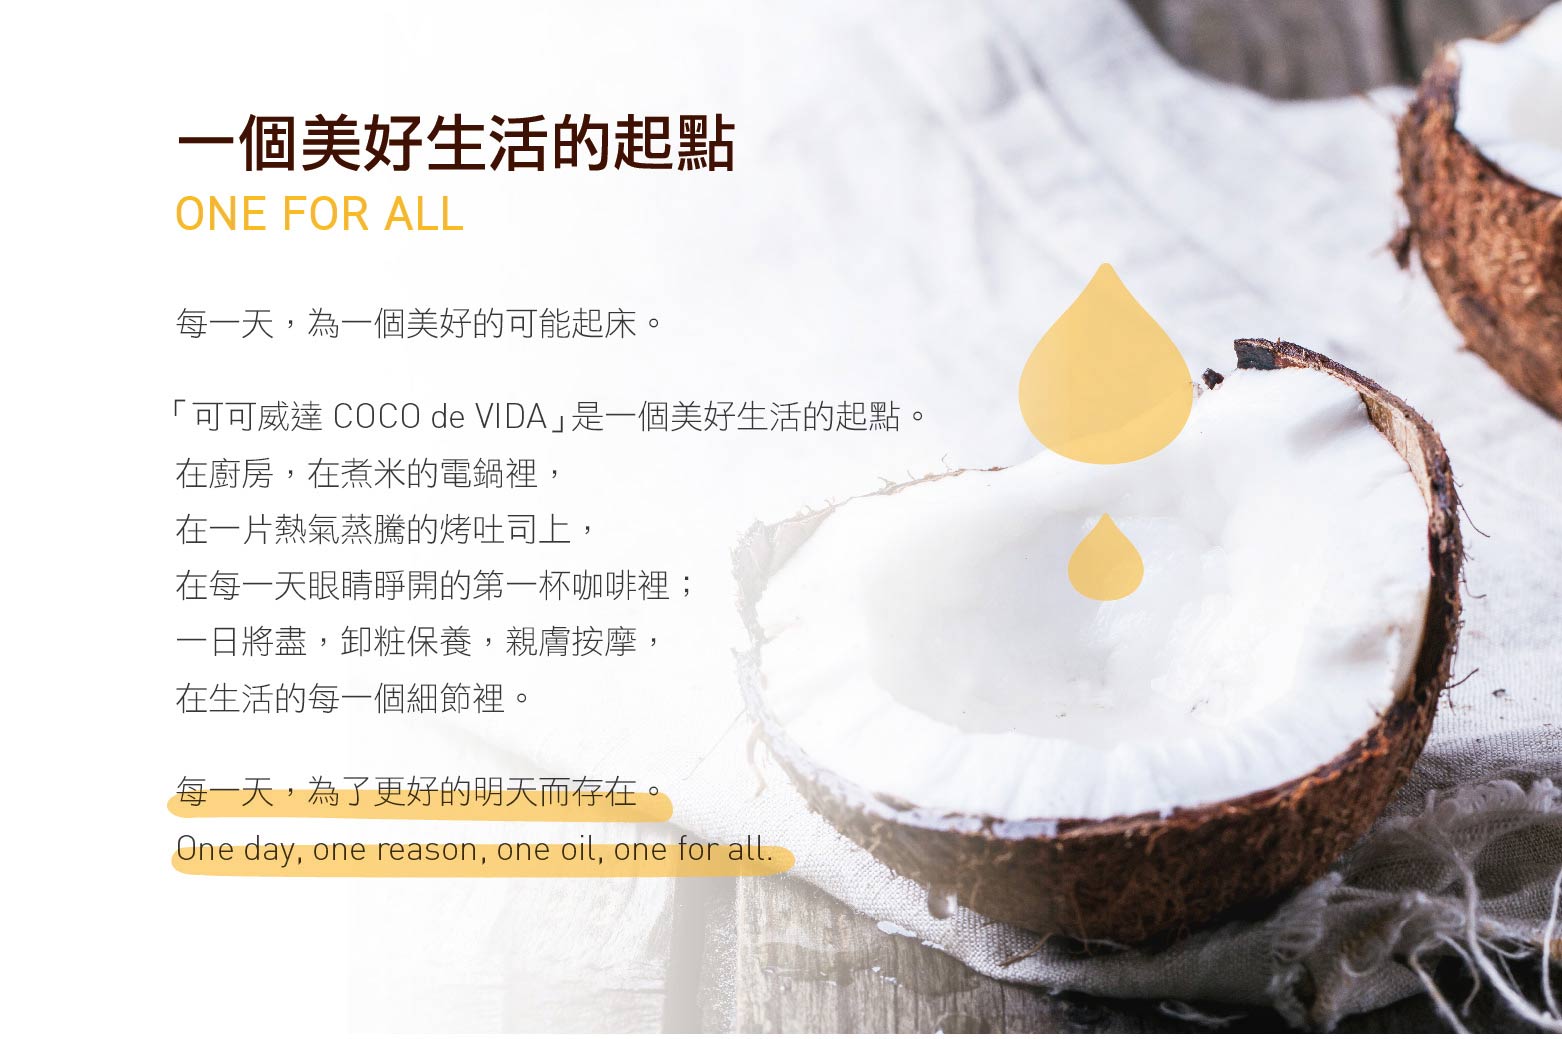 一個美好生活的起點
ONE FOR ALL
每一天，為一個美好的可能起床。
「可可威達 COCO de VIDA」是一個美好生活的起點。
在廚房，在煮米的電鍋裡，
在一片熱氣蒸騰的烤吐司上，
在每一天眼睛睜開的第一杯咖啡裡；
一日將盡，卸粧保養，親膚按摩，
在生活的每一個細節裡。
每一天，為了更好的明天而存在。
One day, one reason, one oil, one for all.